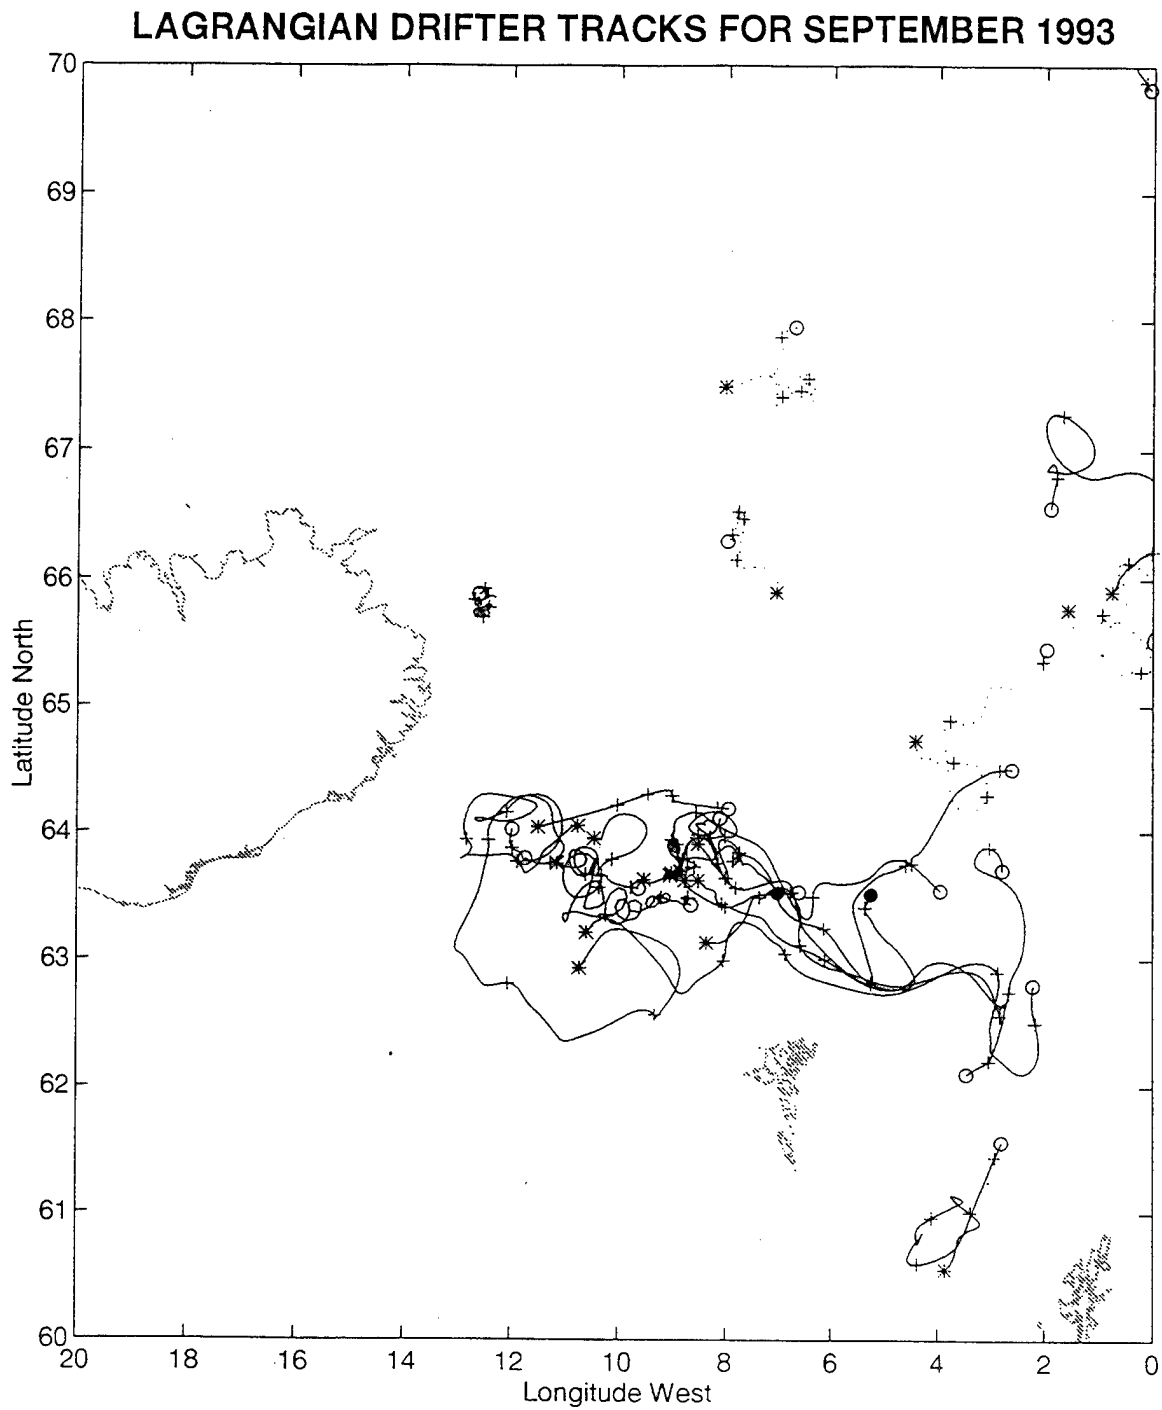 LAGRANGIAN DRIFTER TRACKS FOR SEPTEMBER 1993
70
69
68
67
66
65
64
63
62
61
60
Latitude North
20 18 16 14 12 10 8 6 4 2 0
Longitude West